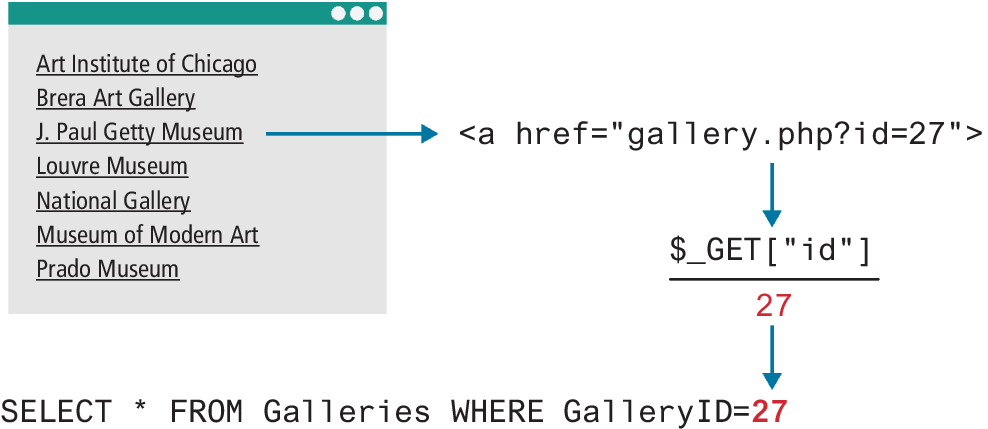 Art Institute of Chicago
Brera Art Gallery
J. Paul Getty Museum
Louvre Museum
National Gallery
Museum of Modern Art
Prado Museum
<a href="gallery.php?id=27">
$_GET["id"]
27
SELECT * FROM Galleries WHERE GalleryID=27